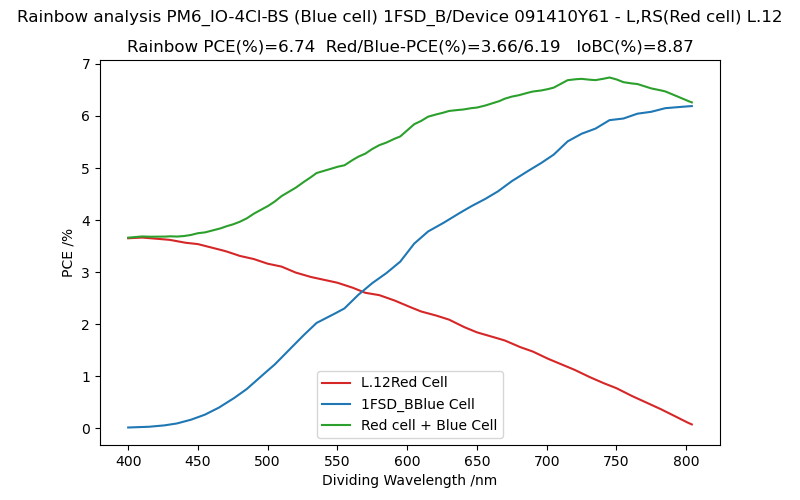 Rainbow analysis PM6_IO-4Cl-BS (Blue cell) 1FSD_B/Device 091410Y61 - L,RS(Red cell) L.12
Rainbow PCE(%)=6.74  Red/Blue-PCE(%)=3.66/6.19   IoBC(%)=8.87
7
6
5
4
3
2
1
0
PCE /%
L.12Red Cell
1FSD_BBlue Cell
Red cell + Blue Cell
400 450 500 550 600 650 700 750 800
Dividing Wavelength /nm